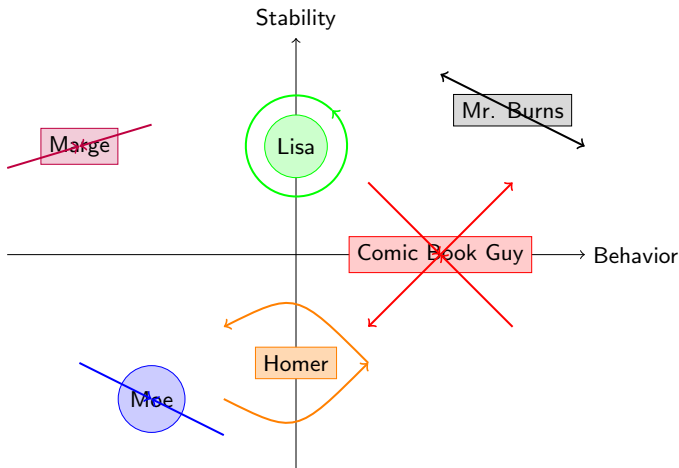 Stability
Mr. Burns
Marge
Lisa
Comic Book Guy
Behavior
Homer
Moe